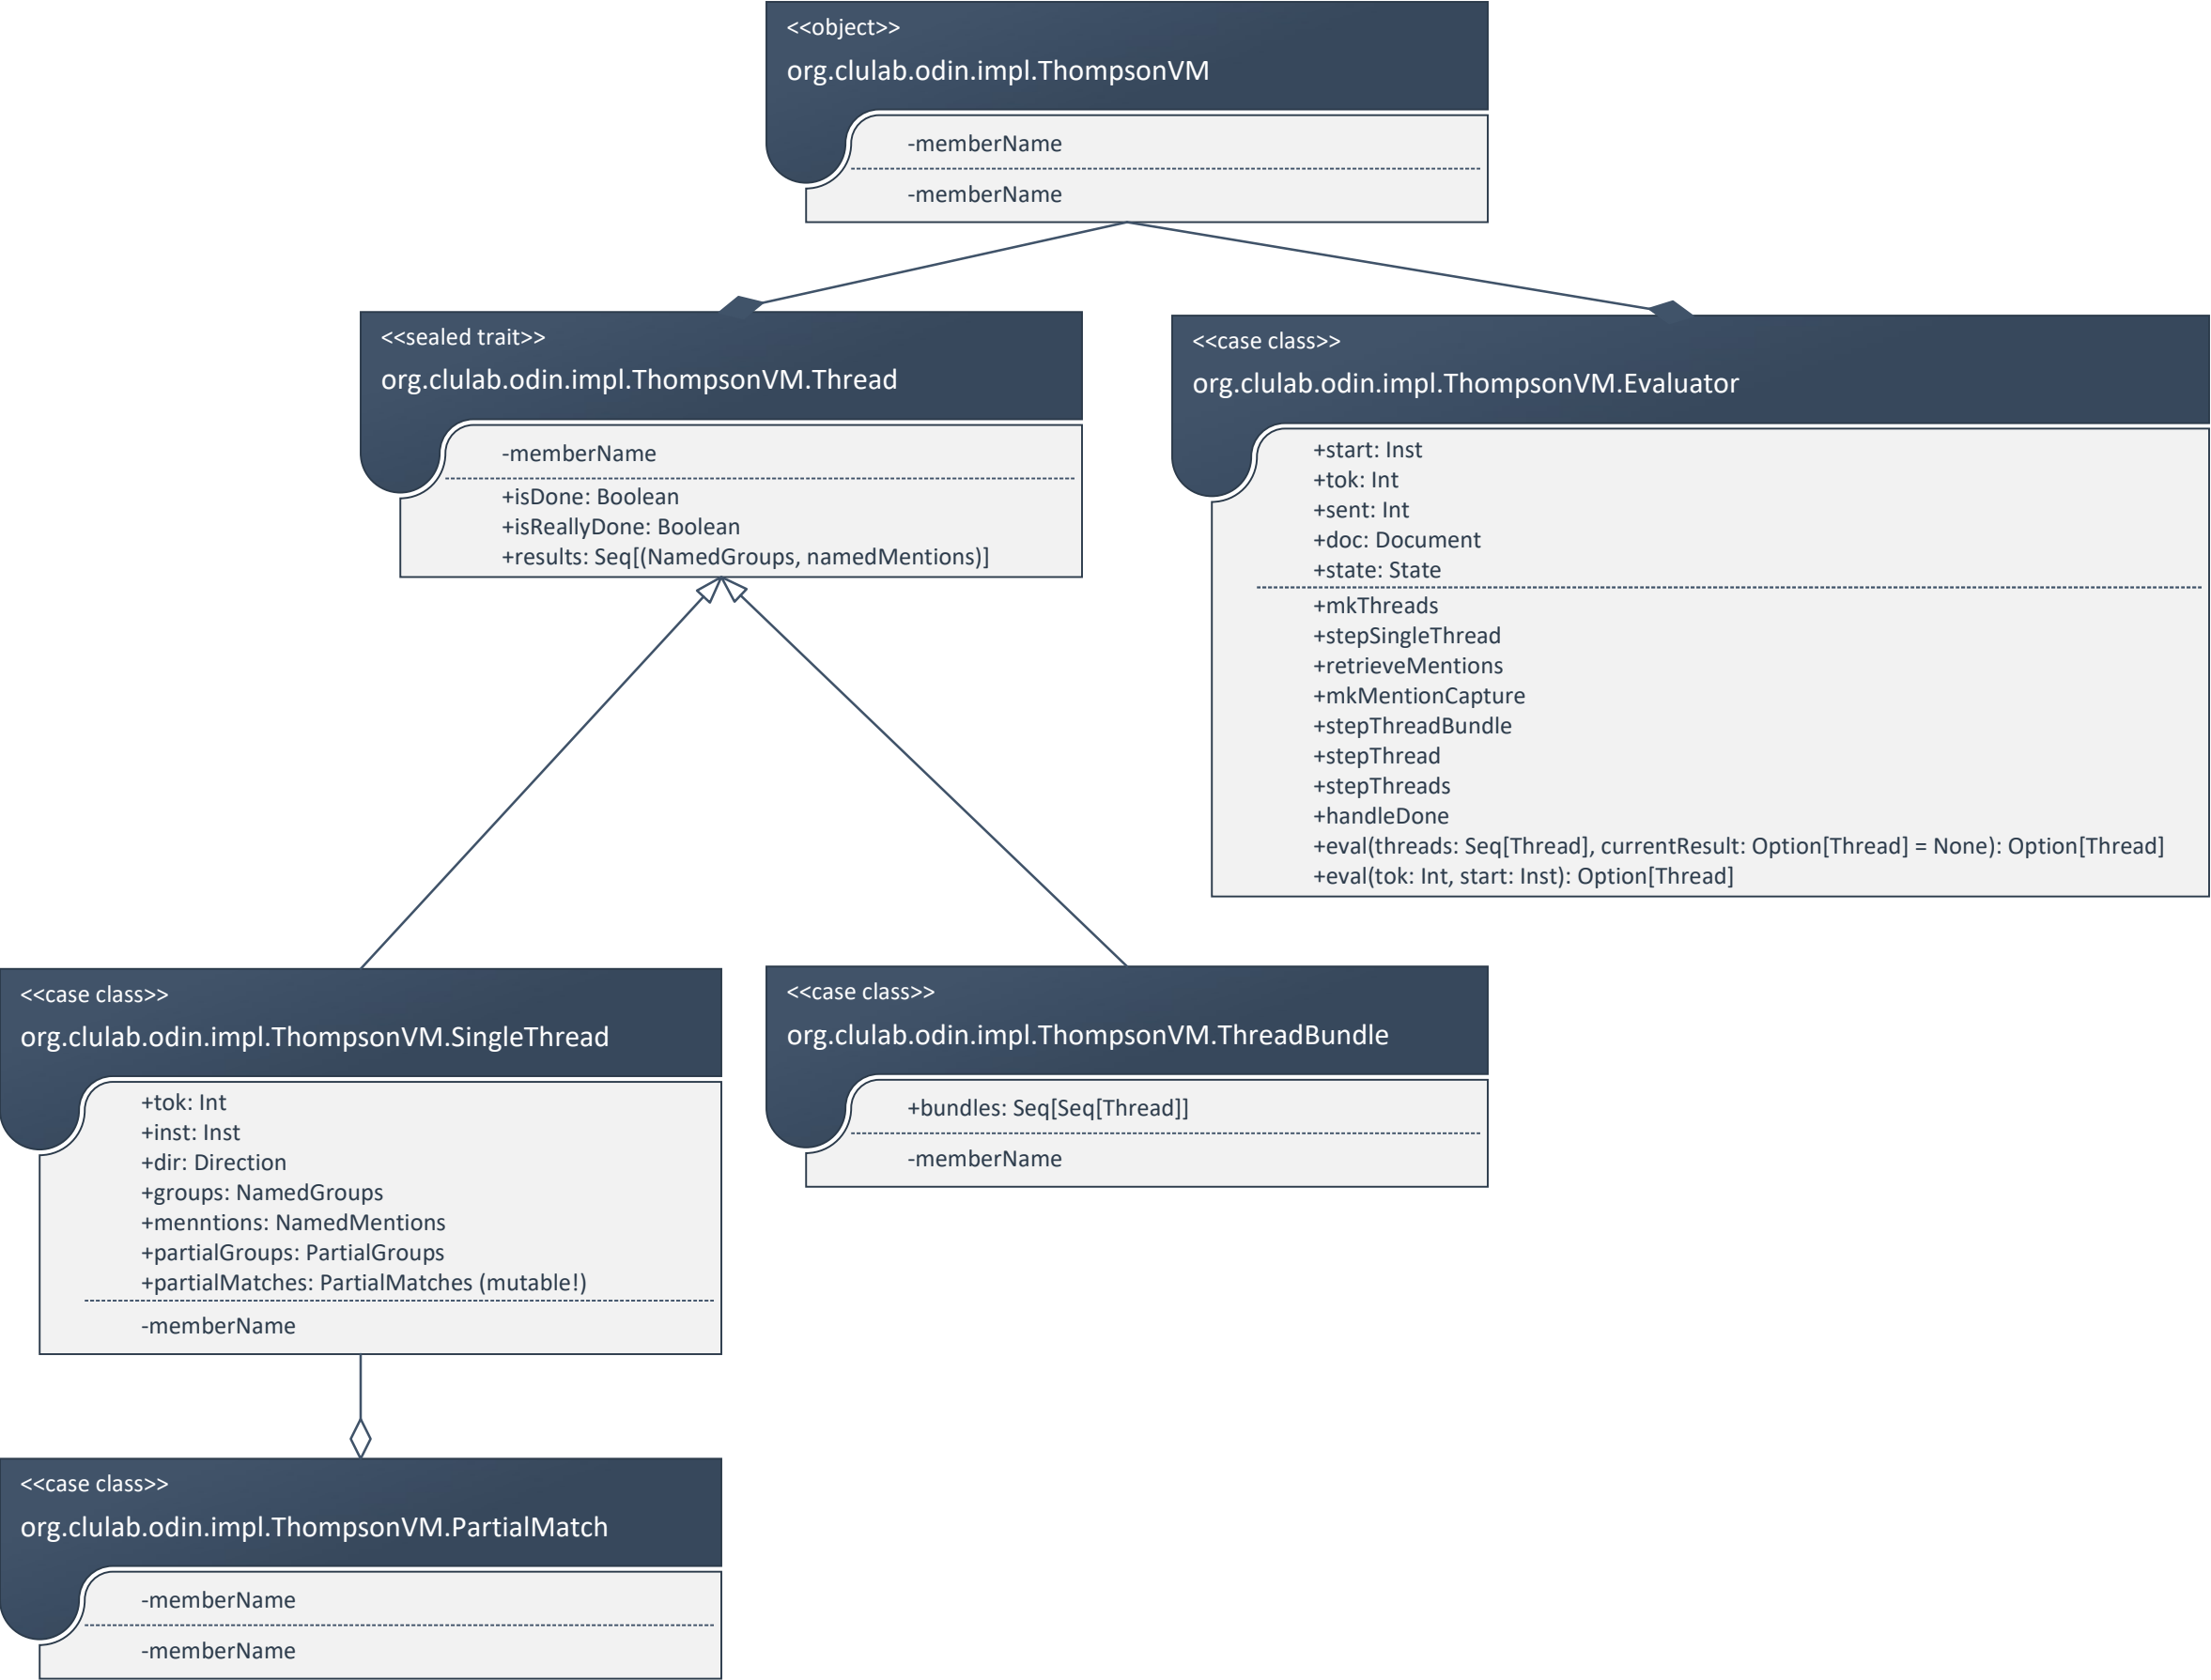 <<object>>
org.clulab.odin.impl.ThompsonVM
-memberName
-memberName
<<sealed trait>>
org.clulab.odin.impl.ThompsonVM.Thread
-memberName
+isDone: Boolean
+isReallyDone: Boolean
+results: Seq[(NamedGroups, namedMentions)]
<<case class>>
org.clulab.odin.impl.ThompsonVM.Evaluator
+start: Inst
+tok: Int
+sent: Int
+doc: Document
+state: State
+mkThreads
+stepSingleThread
+retrieveMentions
+mkMentionCapture
+stepThreadBundle
+stepThread
+stepThreads
+handleDone
+eval(threads: Seq[Thread], currentResult: Option[Thread] = None): Option[Thread]
+eval(tok: Int, start: Inst): Option[Thread]
<<case class>>
org.clulab.odin.impl.ThompsonVM.SingleThread
+tok: Int
+inst: Inst
+dir: Direction
+groups: NamedGroups
+menntions: NamedMentions
+partialGroups: PartialGroups
+partialMatches: PartialMatches (mutable!)
-memberName
<<case class>>
org.clulab.odin.impl.ThompsonVM.ThreadBundle
+bundles: Seq[Seq[Thread]]
-memberName
<<case class>>
org.clulab.odin.impl.ThompsonVM.PartialMatch
-memberName
-memberName